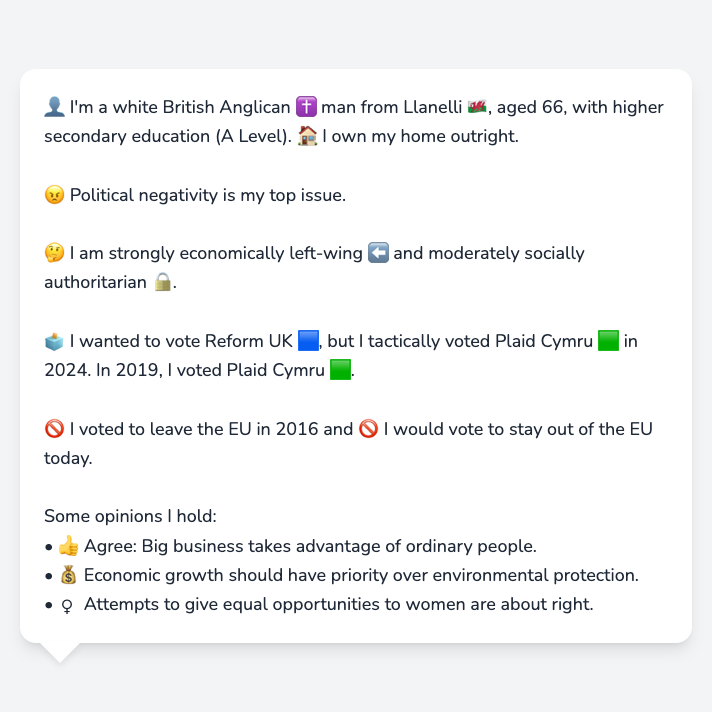 👤 I'm a white British Anglican ✝️ man from Llanelli 🏴󠁧󠁢󠁷󠁬󠁳󠁿, aged 66, with higher
secondary education (A Level). 🏠 I own my home outright.
😠 Political negativity is my top issue.
🤔 I am strongly economically left-wing ⬅️ and moderately socially
authoritarian 🔒.
🗳️ I wanted to vote Reform UK 🟦, but I tactically voted Plaid Cymru 🟩 in
2024. In 2019, I voted Plaid Cymru 🟩.
🚫 I voted to leave the EU in 2016 and 🚫 I would vote to stay out of the EU
today.
Some opinions I hold:
• 👍 Agree: Big business takes advantage of ordinary people.
• 💰 Economic growth should have priority over environmental protection.
• ♀ Attempts to give equal opportunities to women are about right.